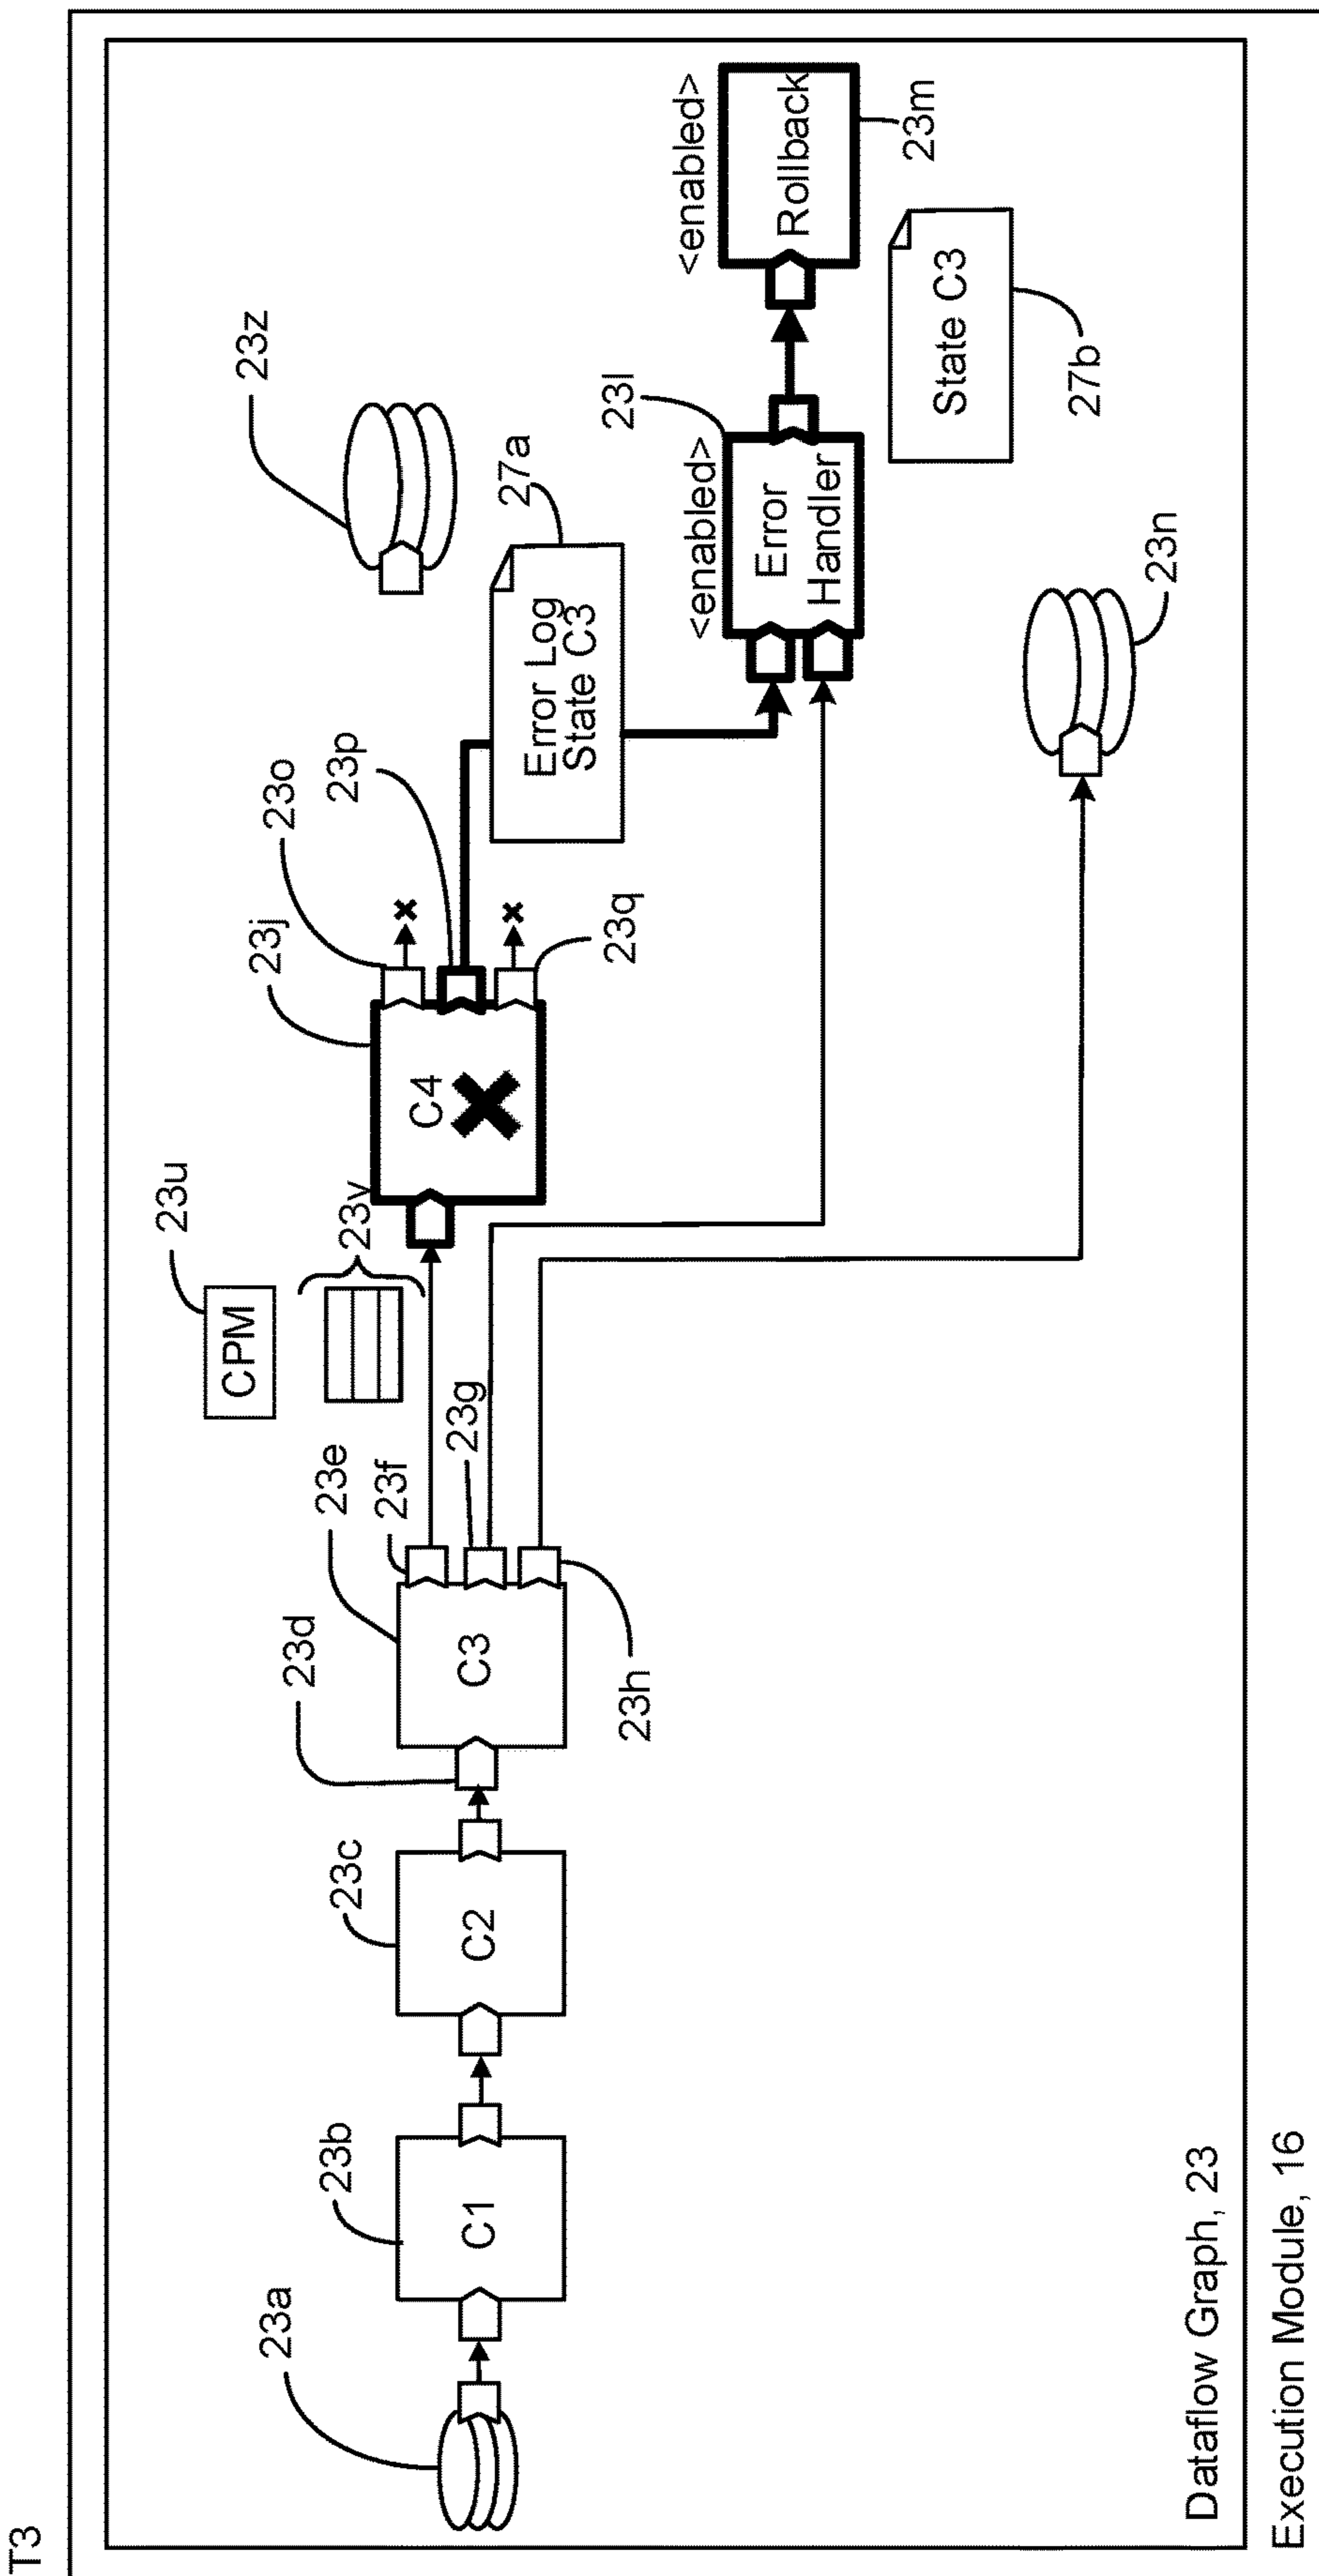 T3
23z
23u
CPM
23j
23o
23a
23b
23c
23d
23e
23f
23v
23p
27a
23g
C4
Error Log
State C3
23l
<enabled>
<enabled>
C1
C2
C3
23h
23q
Error
Handler
Rollback
23m
State C3
27b
23n
Dataflow Graph, 23
Execution Module, 16